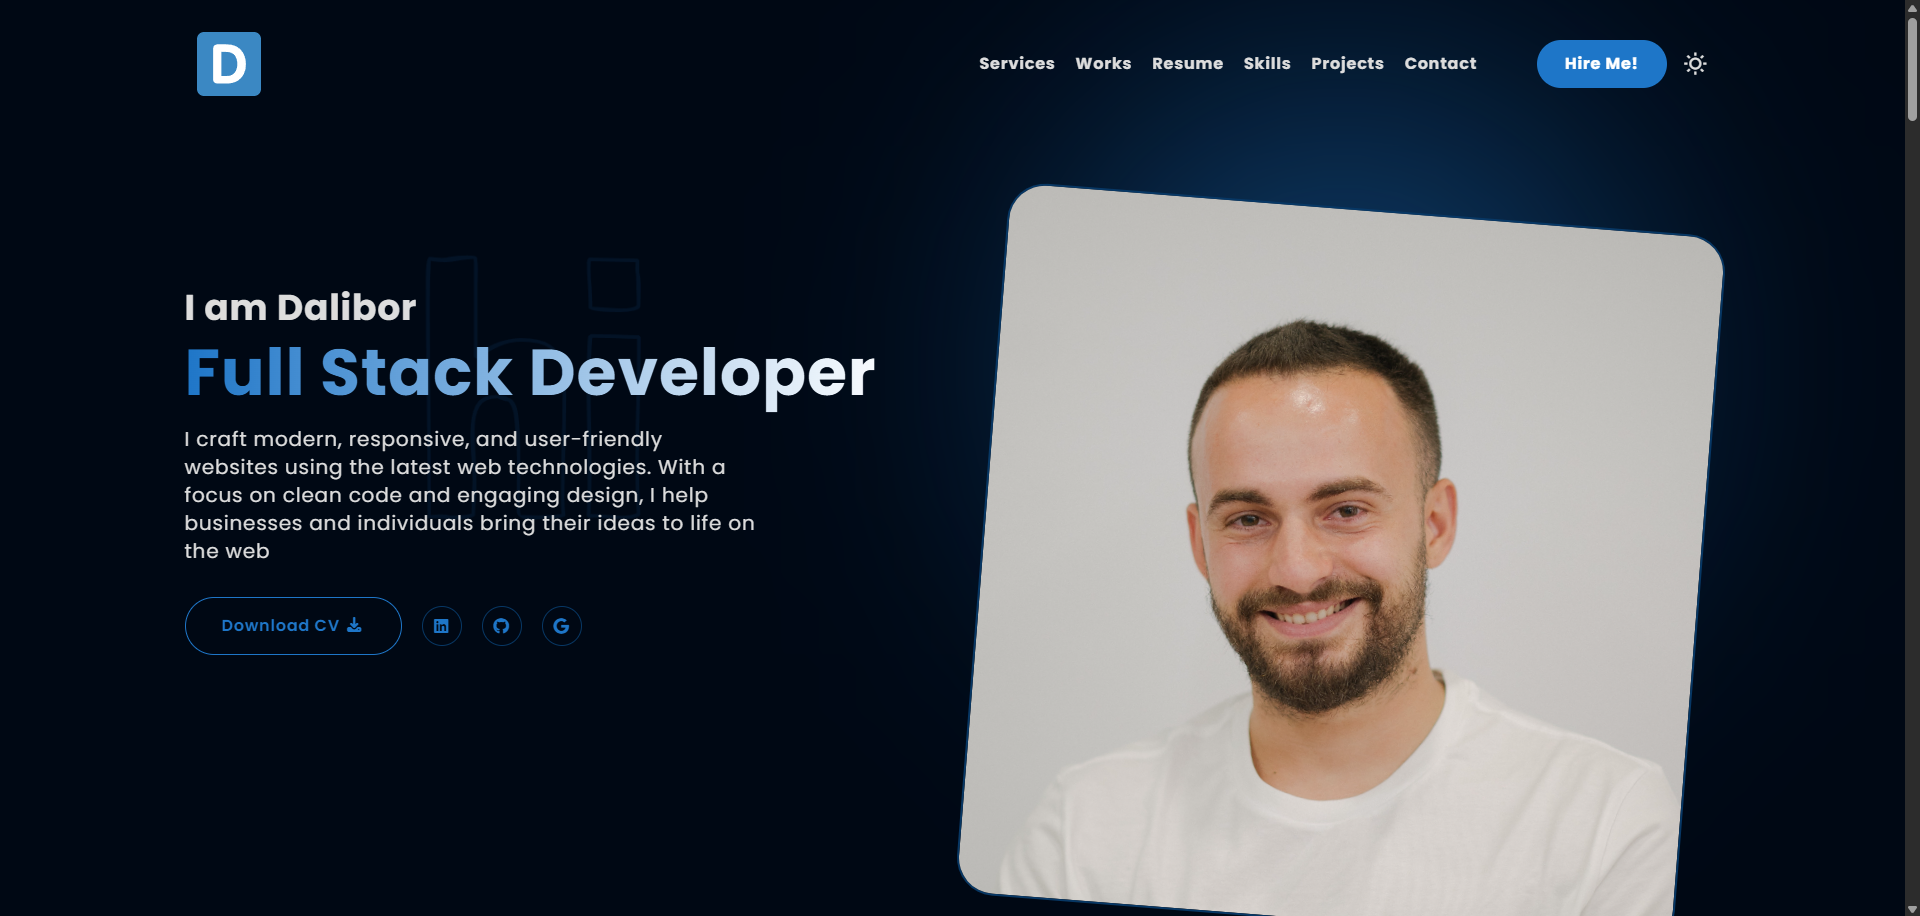 D
Services Works Resume Skills Projects Contact Hire Me!
hi
I am Dalibor
Full Stack Developer
I craft modern, responsive, and user-friendly
websites using the latest web technologies. With a
focus on clean code and engaging design, I help
businesses and individuals bring their ideas to life on
the web
Download CV in G